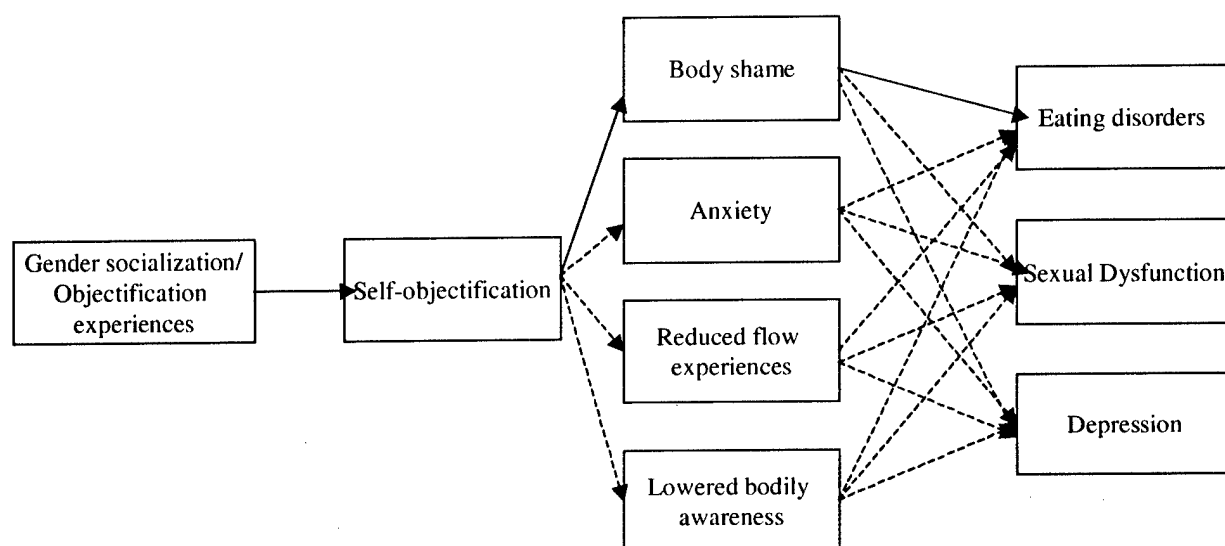 Gender socialization/
Objectification
experiences
Self-objectification
Body shame
Anxiety
Reduced flow
experiences
Lowered bodily
awareness
Eating disorders
Sexual Dysfunction
Depression